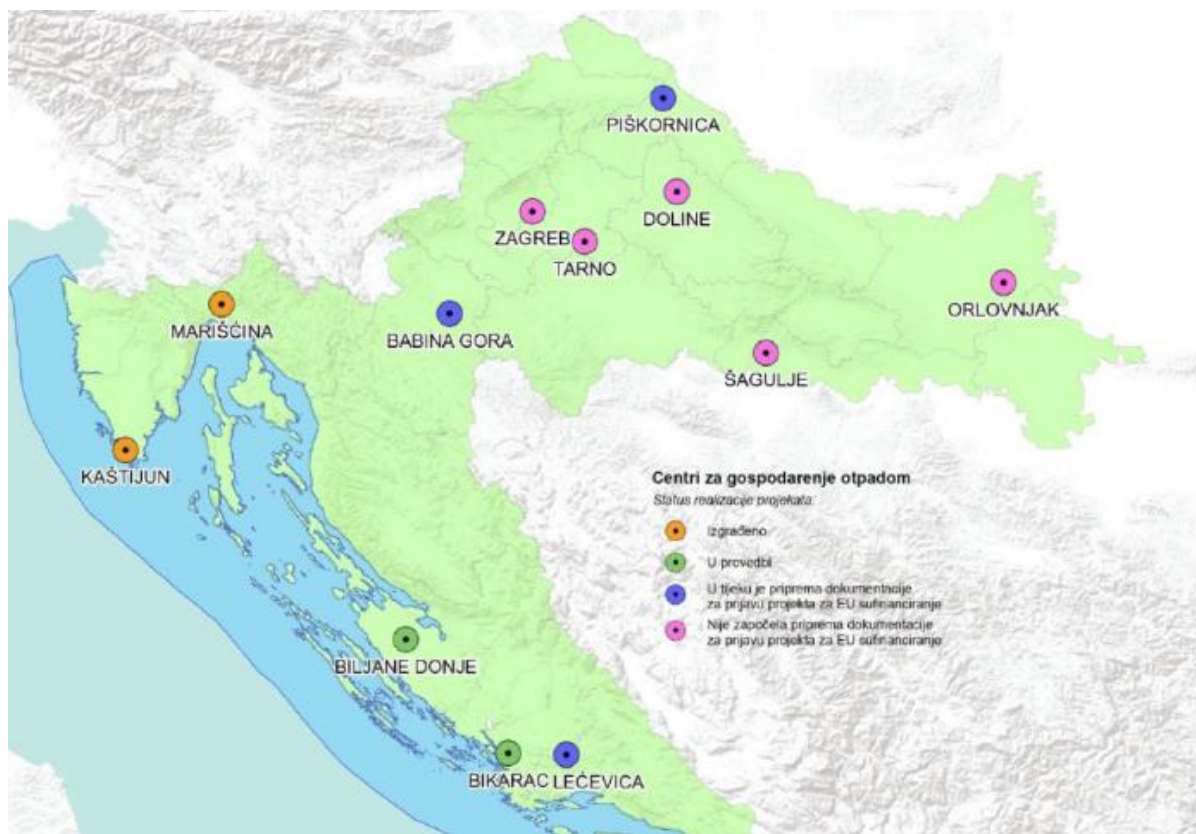 PIŠKORNICA
DOLINE
ZAGREB
TARNO
ORLOVNJAK
MARIŠĆINA
BABINA GORA
ŠAGULJE
KAŠTIJUN
Centri za gospodarenje otpadom
Status realizacije projekata:
Izgrađeno
U provedbi
U tijeku je priprema dokumentacije
za prijavu projekta za EU sufinanciranje
Nije započela priprema dokumentacije
za prijavu projekta za EU sufinanciranje
BILJANE DONJE
BIKARAC
LEĆEVICA